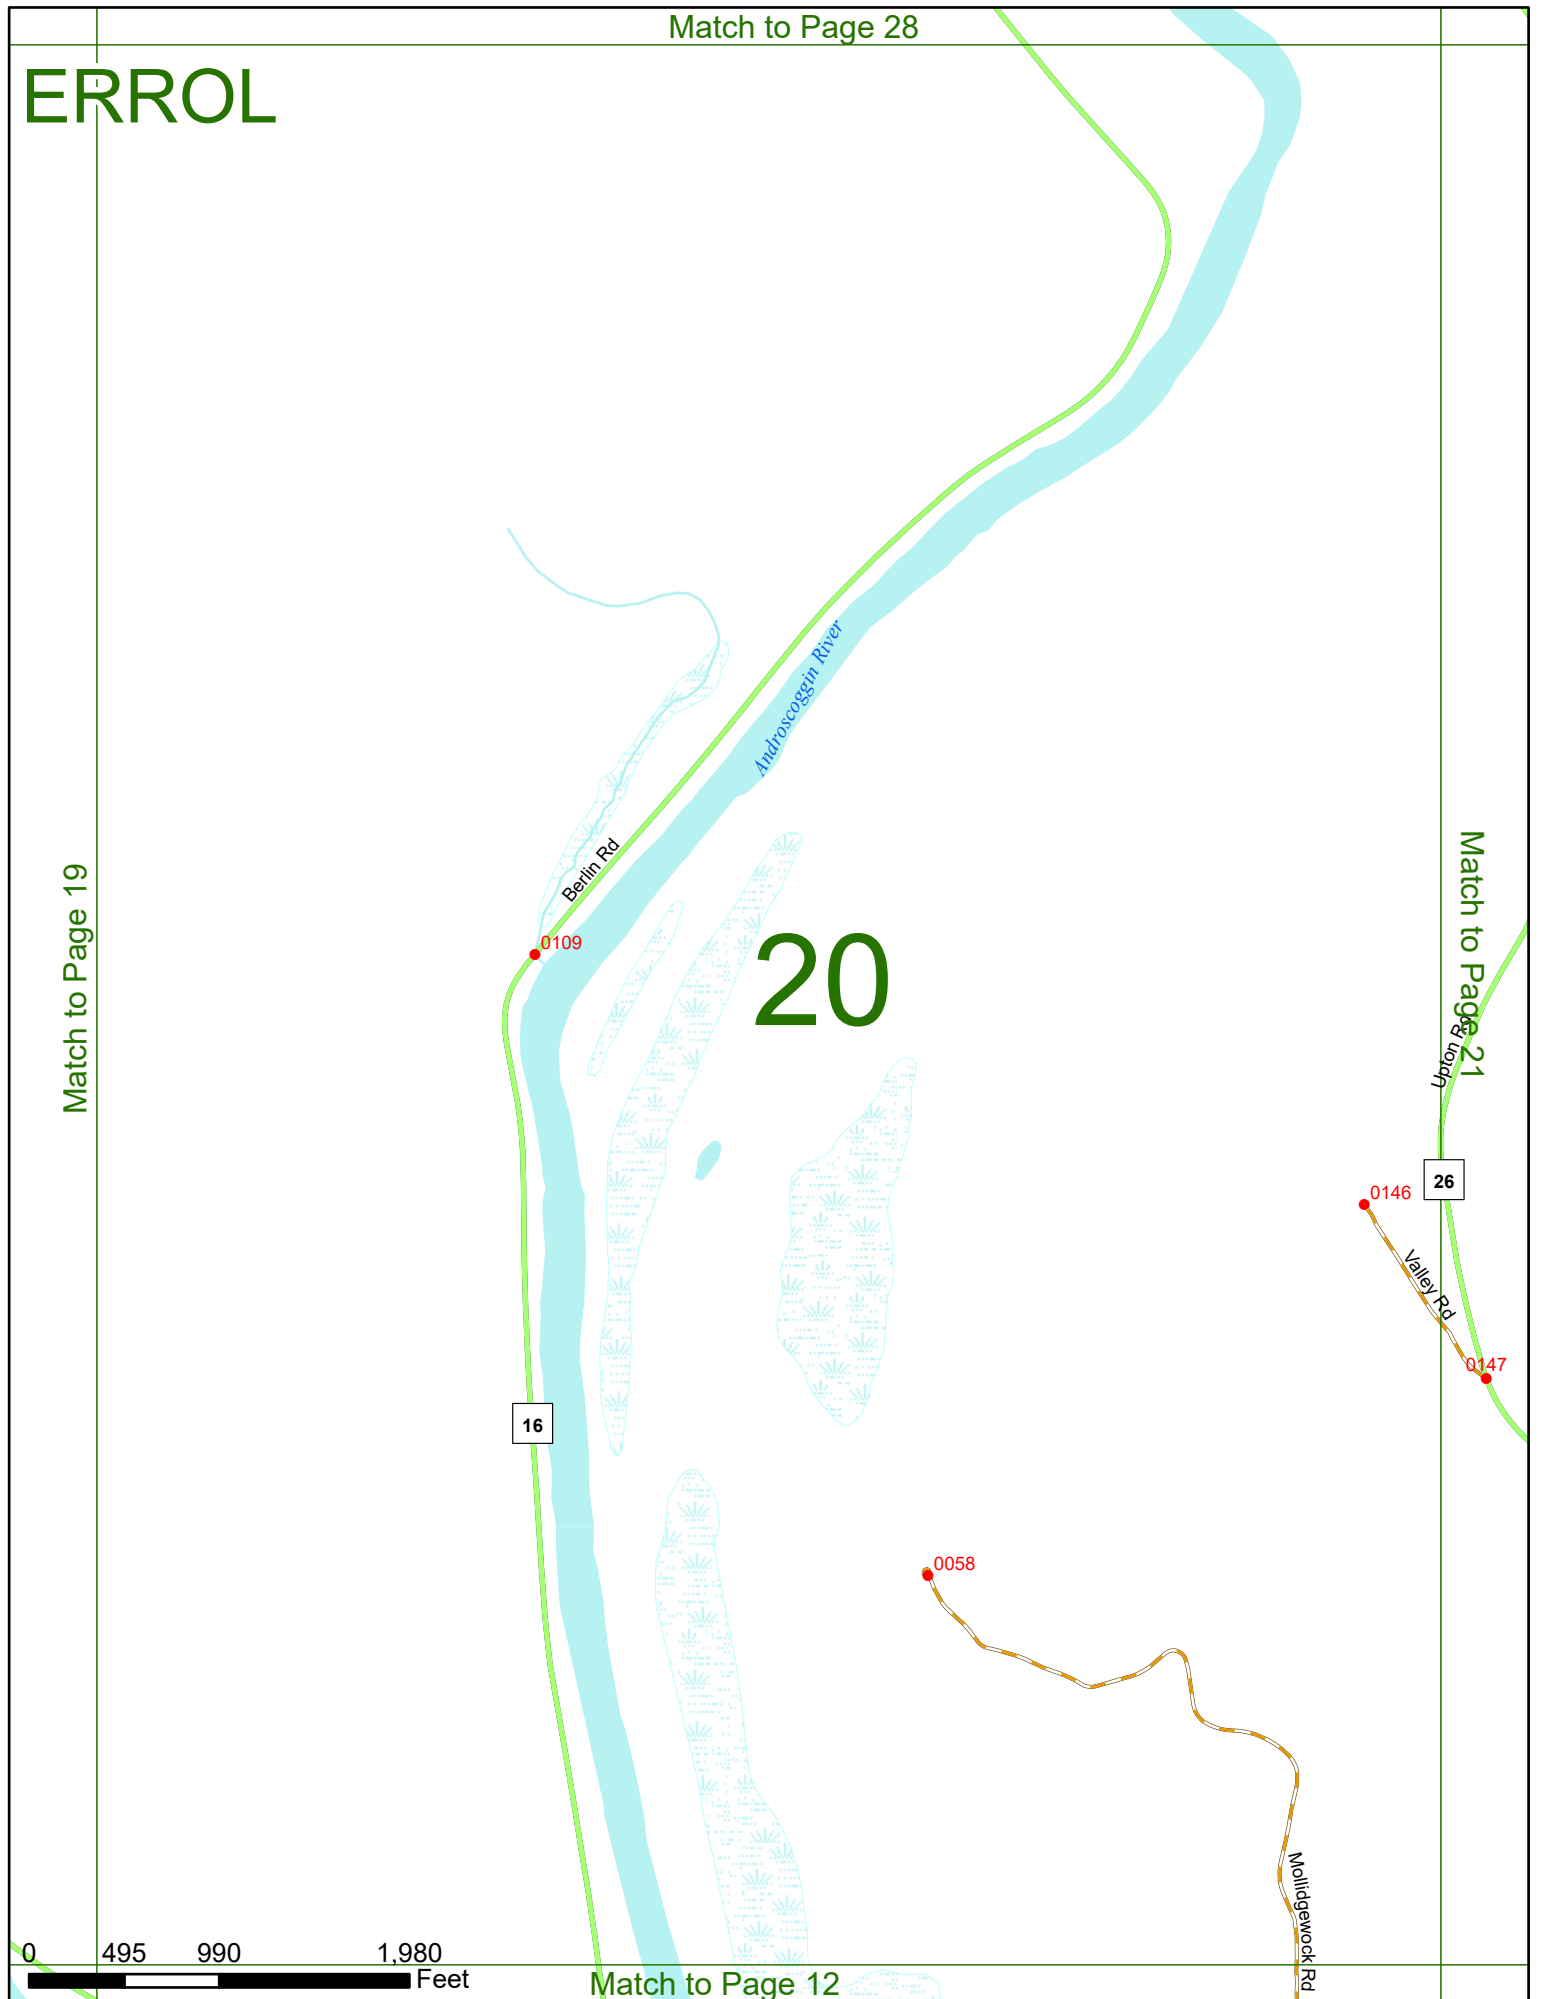 Match to Page 28
ERROL
Androscoggin River
Match to Page 19
Berlin Rd
0109
20
Match to Page 21
Upton Rd
26
0146
Valley Rd
0147
16
0058
Mollidgewock Rd
0 495 990 1,980
Feet
Match to Page 12